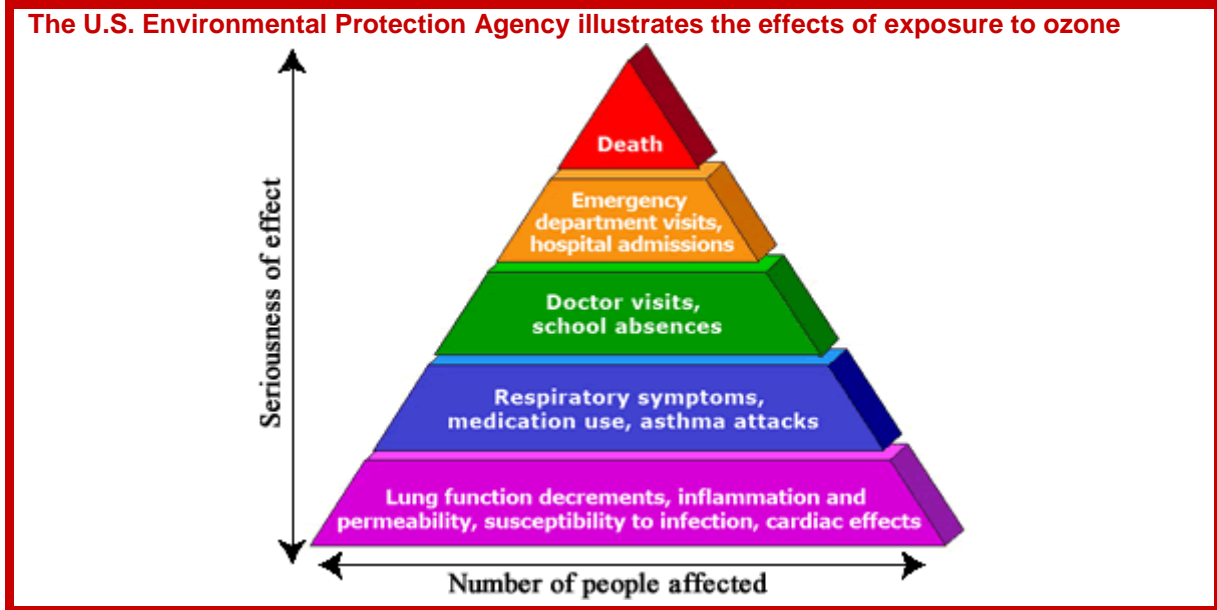 The U.S. Environmental Protection Agency illustrates the effects of exposure to ozone
Death
Emergency
department visits,
hospital admissions
Doctor visits,
school absences
Respiratory symptoms,
medication use, asthma attacks
Lung function decrements, inflammation and
permeability, susceptibility to infection, cardiac effects
Seriousness of effect
Number of people affected